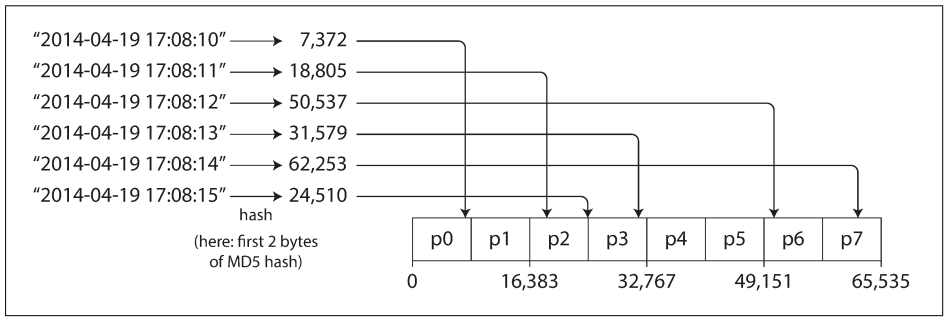 “2014-04-19 17:08:10” 7,372
“2014-04-19 17:08:11” 18,805
“2014-04-19 17:08:12” 50,537
“2014-04-19 17:08:13” 31,579
“2014-04-19 17:08:14” 62,253
“2014-04-19 17:08:15” 24,510
hash
(here: first 2 bytes
of MD5 hash)
p0 p1 p2 p3 p4 p5 p6 p7
0 16,383 32,767 49,151 65,535